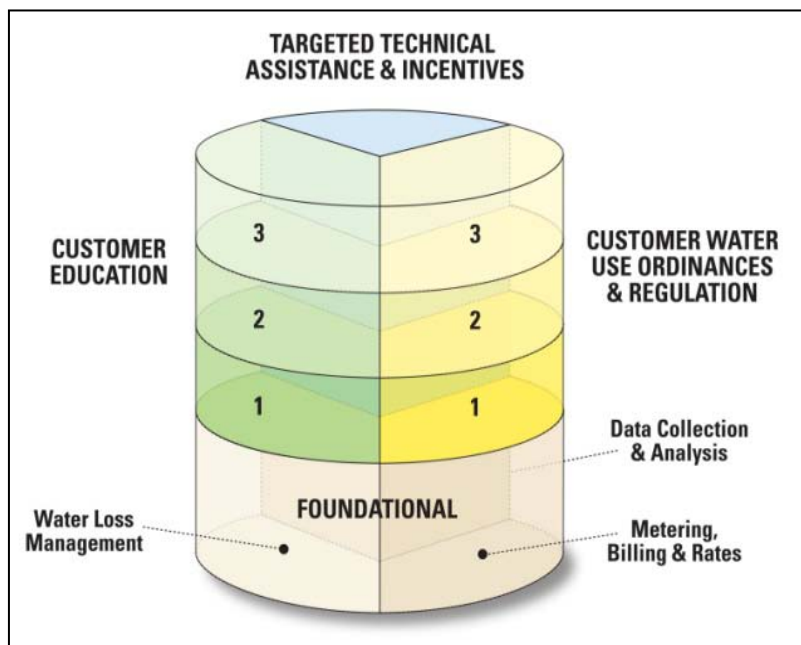 TARGETED TECHNICAL
ASSISTANCE & INCENTIVES
CUSTOMER
EDUCATION
3
3
CUSTOMER WATER
USE ORDINANCES
& REGULATION
2
2
1
1
Data Collection
& Analysis
FOUNDATIONAL
Water Loss
Management
Metering,
Billing & Rates